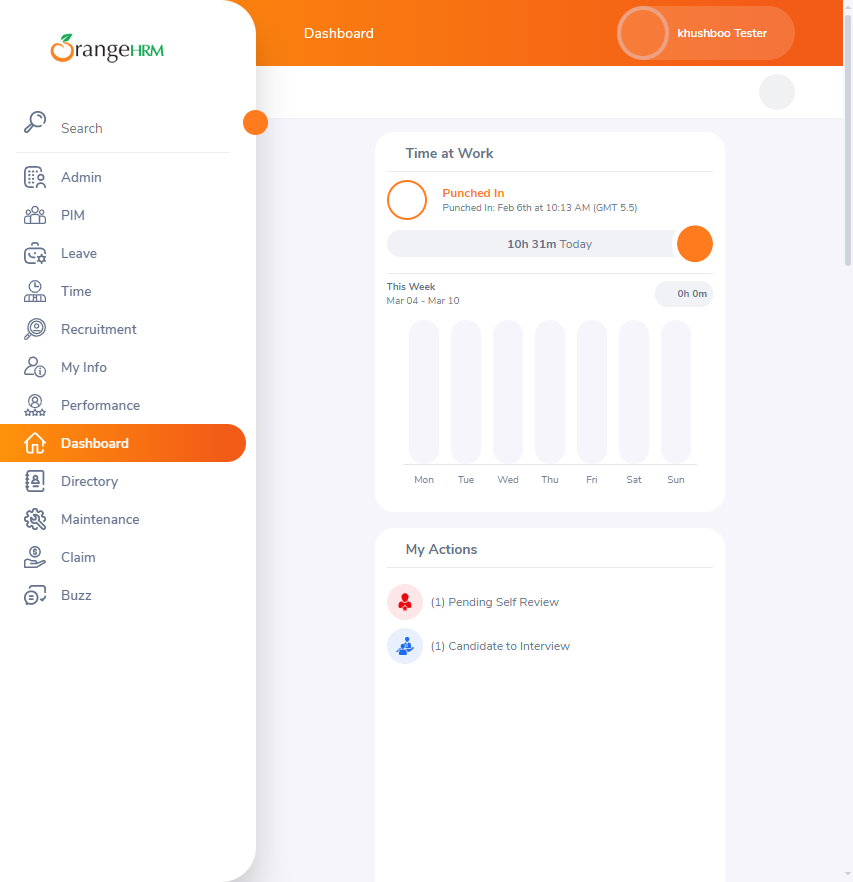 OrangeHRM
Dashboard
khushboo Tester
Search
Admin
PIM
Leave
Time
Recruitment
My Info
Performance
Dashboard
Directory
Maintenance
Claim
Buzz
Time at Work
Punched In
Punched In: Feb 6th at 10:13 AM (GMT 5.5)
10h 31m Today
This Week
Mar 04 - Mar 10
0h 0m
Mon Tue Wed Thu Fri Sat Sun
My Actions
(1) Pending Self Review
(1) Candidate to Interview